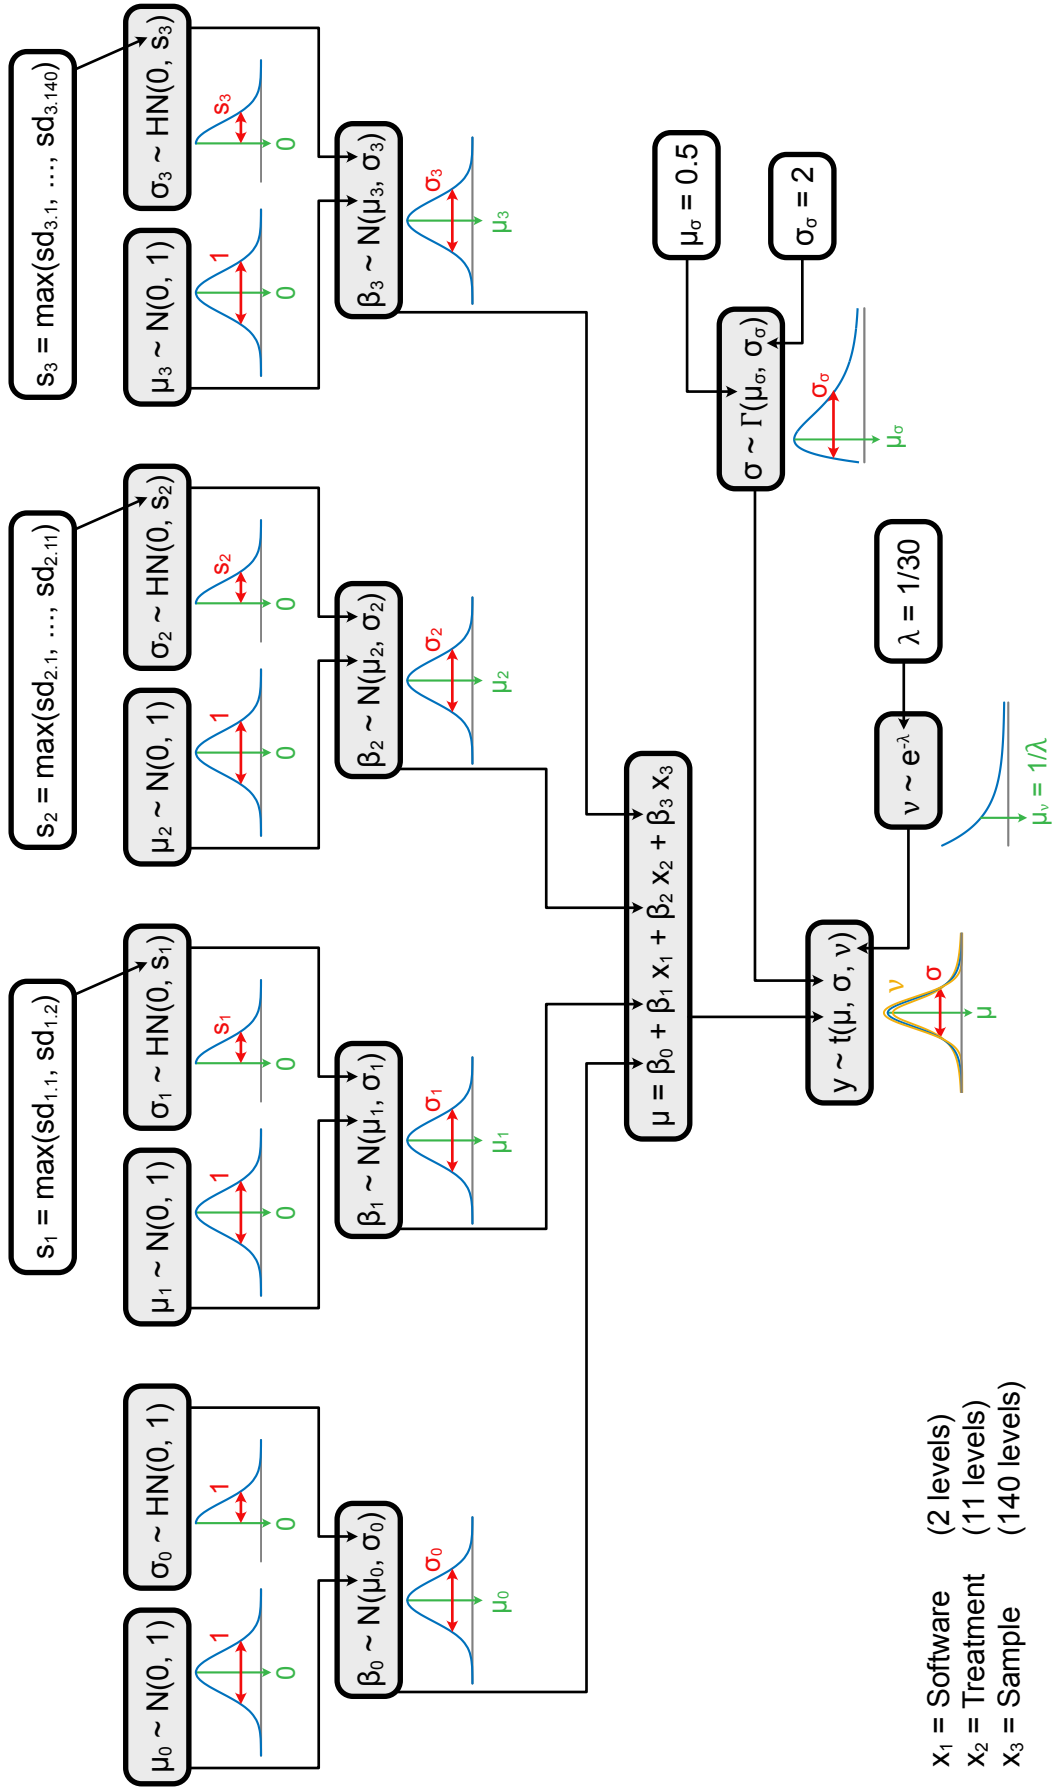 s₁ = max(sd₁.₁, sd₁.₂)
s₂ = max(sd₂.₁, ..., sd₂.₁₁)
s₃ = max(sd₃.₁, ..., sd₃.₁₄₀)
μ₀ ~ N(0, 1)
σ₀ ~ HN(0, 1)
μ₁ ~ N(0, 1)
σ₁ ~ HN(0, s₁)
μ₂ ~ N(0, 1)
σ₂ ~ HN(0, s₂)
μ₃ ~ N(0, 1)
σ₃ ~ HN(0, s₃)
1
1
1
s₁
1
s₂
1
s₃
0
0
0
0
0
0
0
0
β₀ ~ N(μ₀, σ₀)
β₁ ~ N(μ₁, σ₁)
β₂ ~ N(μ₂, σ₂)
β₃ ~ N(μ₃, σ₃)
σ₀
σ₁
σ₂
σ₃
μ₀
μ₁
μ₂
μ₃
μ = β₀ + β₁ x₁ + β₂ x₂ + β₃ x₃
μσ = 0.5
σ ~ Γ(μσ, σσ)
σσ = 2
σσ
μσ
y ~ t(μ, σ, ν)
ν ~ e^-λ
λ = 1/30
ν
σ
μ
μν = 1/λ
x₁ = Software (2 levels)
x₂ = Treatment (11 levels)
x₃ = Sample (140 levels)